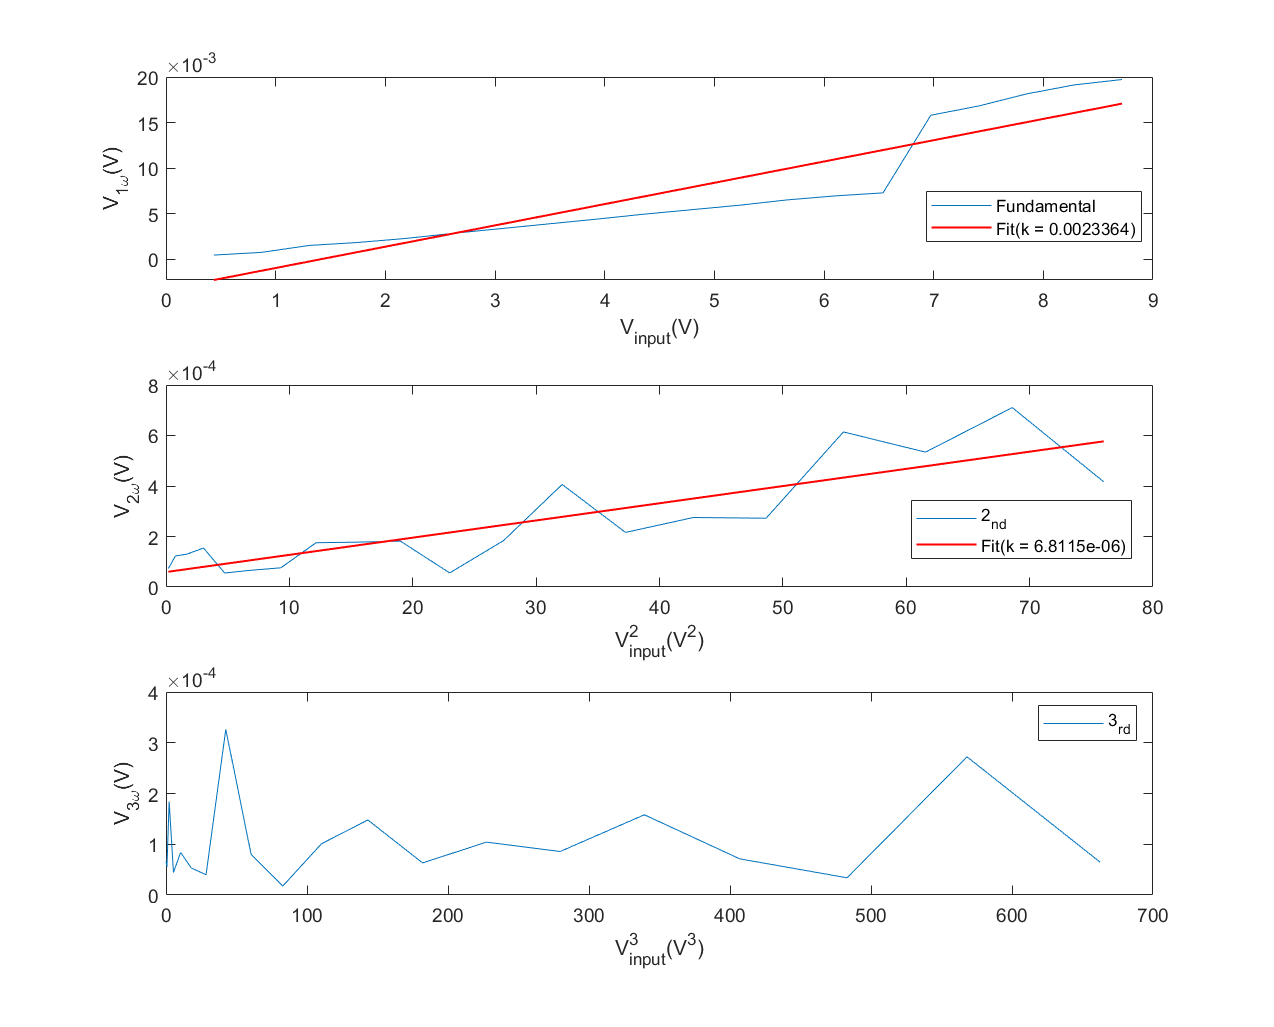 ×10⁻³
20
15
10
5
0
V₁ω(V)
Fundamental
Fit(k = 0.0023364)
0 1 2 3 4 5 6 7 8 9
V_input(V)
×10⁻⁴
8
6
4
2
0
V₂ω(V)
2_nd
Fit(k = 6.8115e-06)
0 10 20 30 40 50 60 70 80
V²_input(V²)
×10⁻⁴
4
3
2
1
0
V₃ω(V)
3_rd
0 100 200 300 400 500 600 700
V³_input(V³)